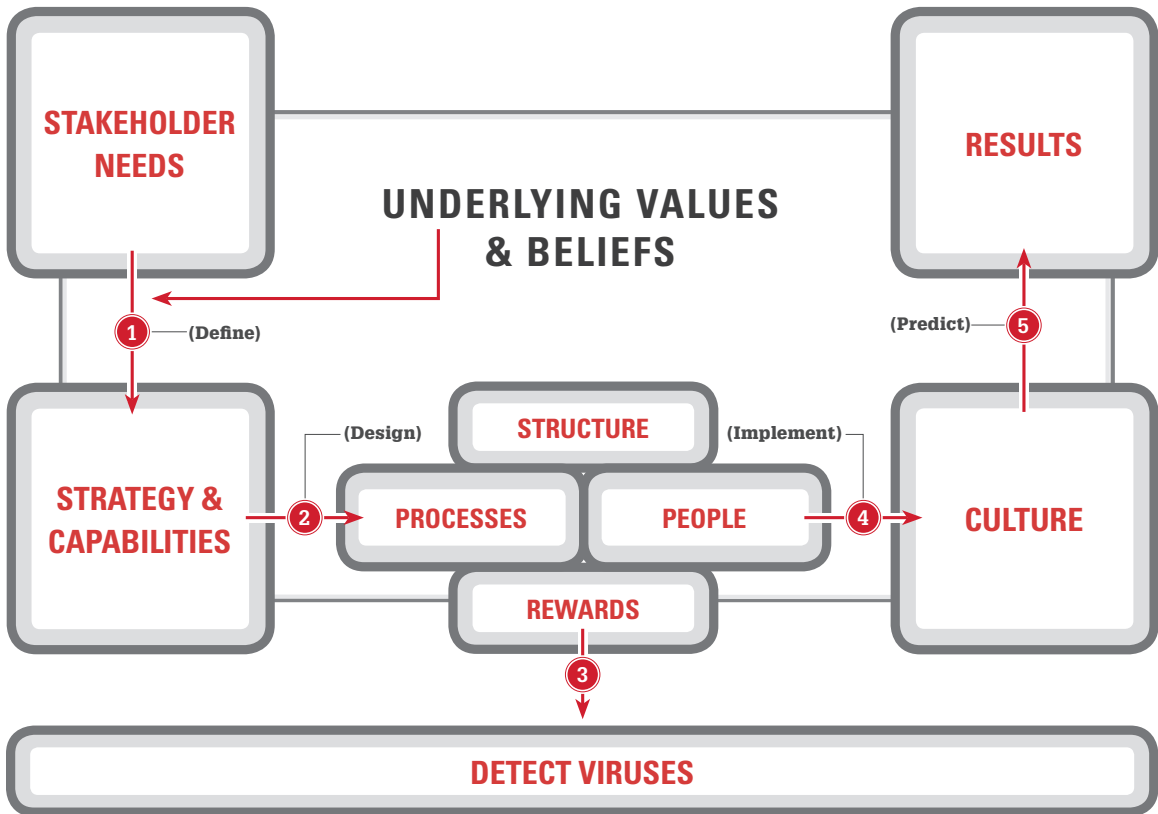 STAKEHOLDER
NEEDS
RESULTS
UNDERLYING VALUES
& BELIEFS
1
(Define)
(Predict)
5
STRATEGY &
CAPABILITIES
(Design)
2
STRUCTURE
PROCESSES
PEOPLE
REWARDS
(Implement)
4
CULTURE
3
DETECT VIRUSES